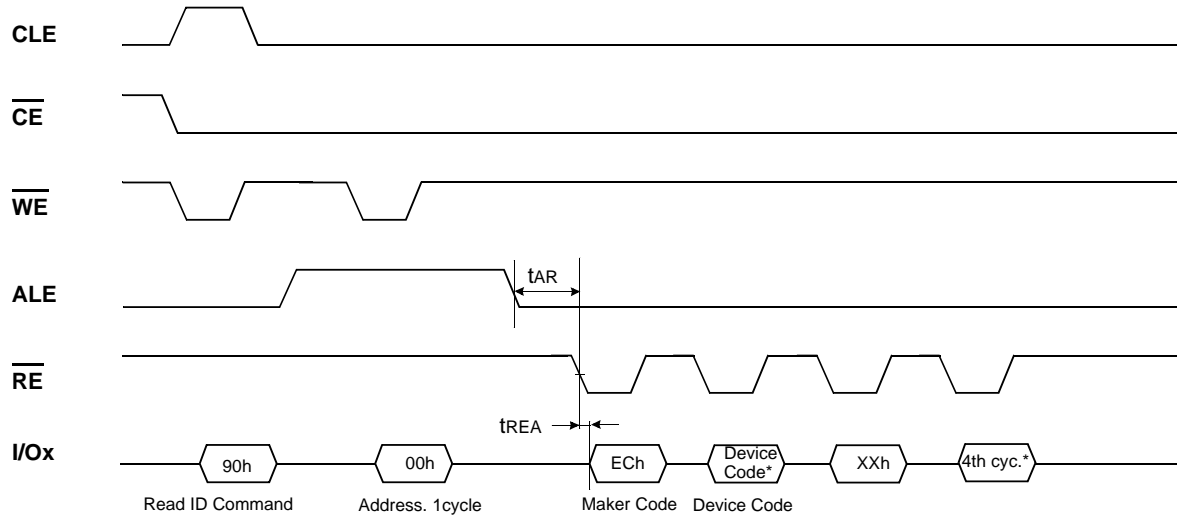 CLE
CE
WE
ALE
tAR
RE
tREA
I/Ox
90h
00h
ECh
Device
Code*
XXh
4th cyc.*
Read ID Command
Address. 1cycle
Maker Code
Device Code